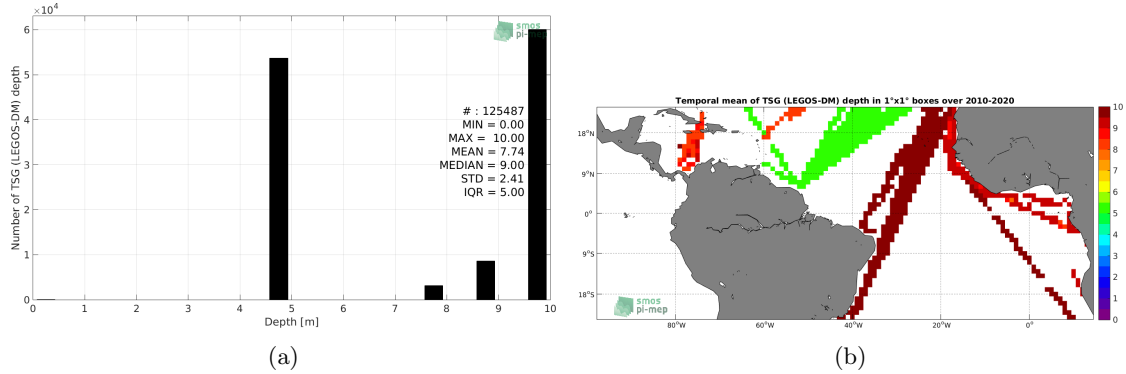 ×10⁴
6
5
4
3
2
1
0
Number of TSG (LEGOS-DM) depth
smos
pi-mep
# : 125487
MIN = 0.00
MAX = 10.00
MEAN = 7.74
MEDIAN = 9.00
STD = 2.41
IQR = 5.00
0 1 2 3 4 5 6 7 8 9 10
Depth [m]
(a)
Temporal mean of TSG (LEGOS-DM) depth in 1°x1° boxes over 2010-2020
18°N
9°N
0°
9°S
18°S
smos
pi-mep
80°W 60°W 40°W 20°W 0°
10
9
8
7
6
5
4
3
2
1
0
(b)